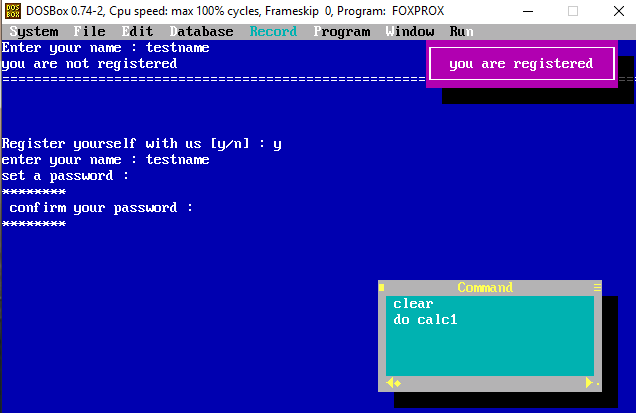 DOS
BOX
DOSBox 0.74-2, Cpu speed: max 100% cycles, Frameskip 0, Program: FOXPROX
System File Edit Database Record Program Window Run
Enter your name : testname
you are not registered
you are registered
================================================================================
Register yourself with us [y/n] : y
enter your name : testname
set a password :
********
confirm your password :
********
Command
clear
do calc1